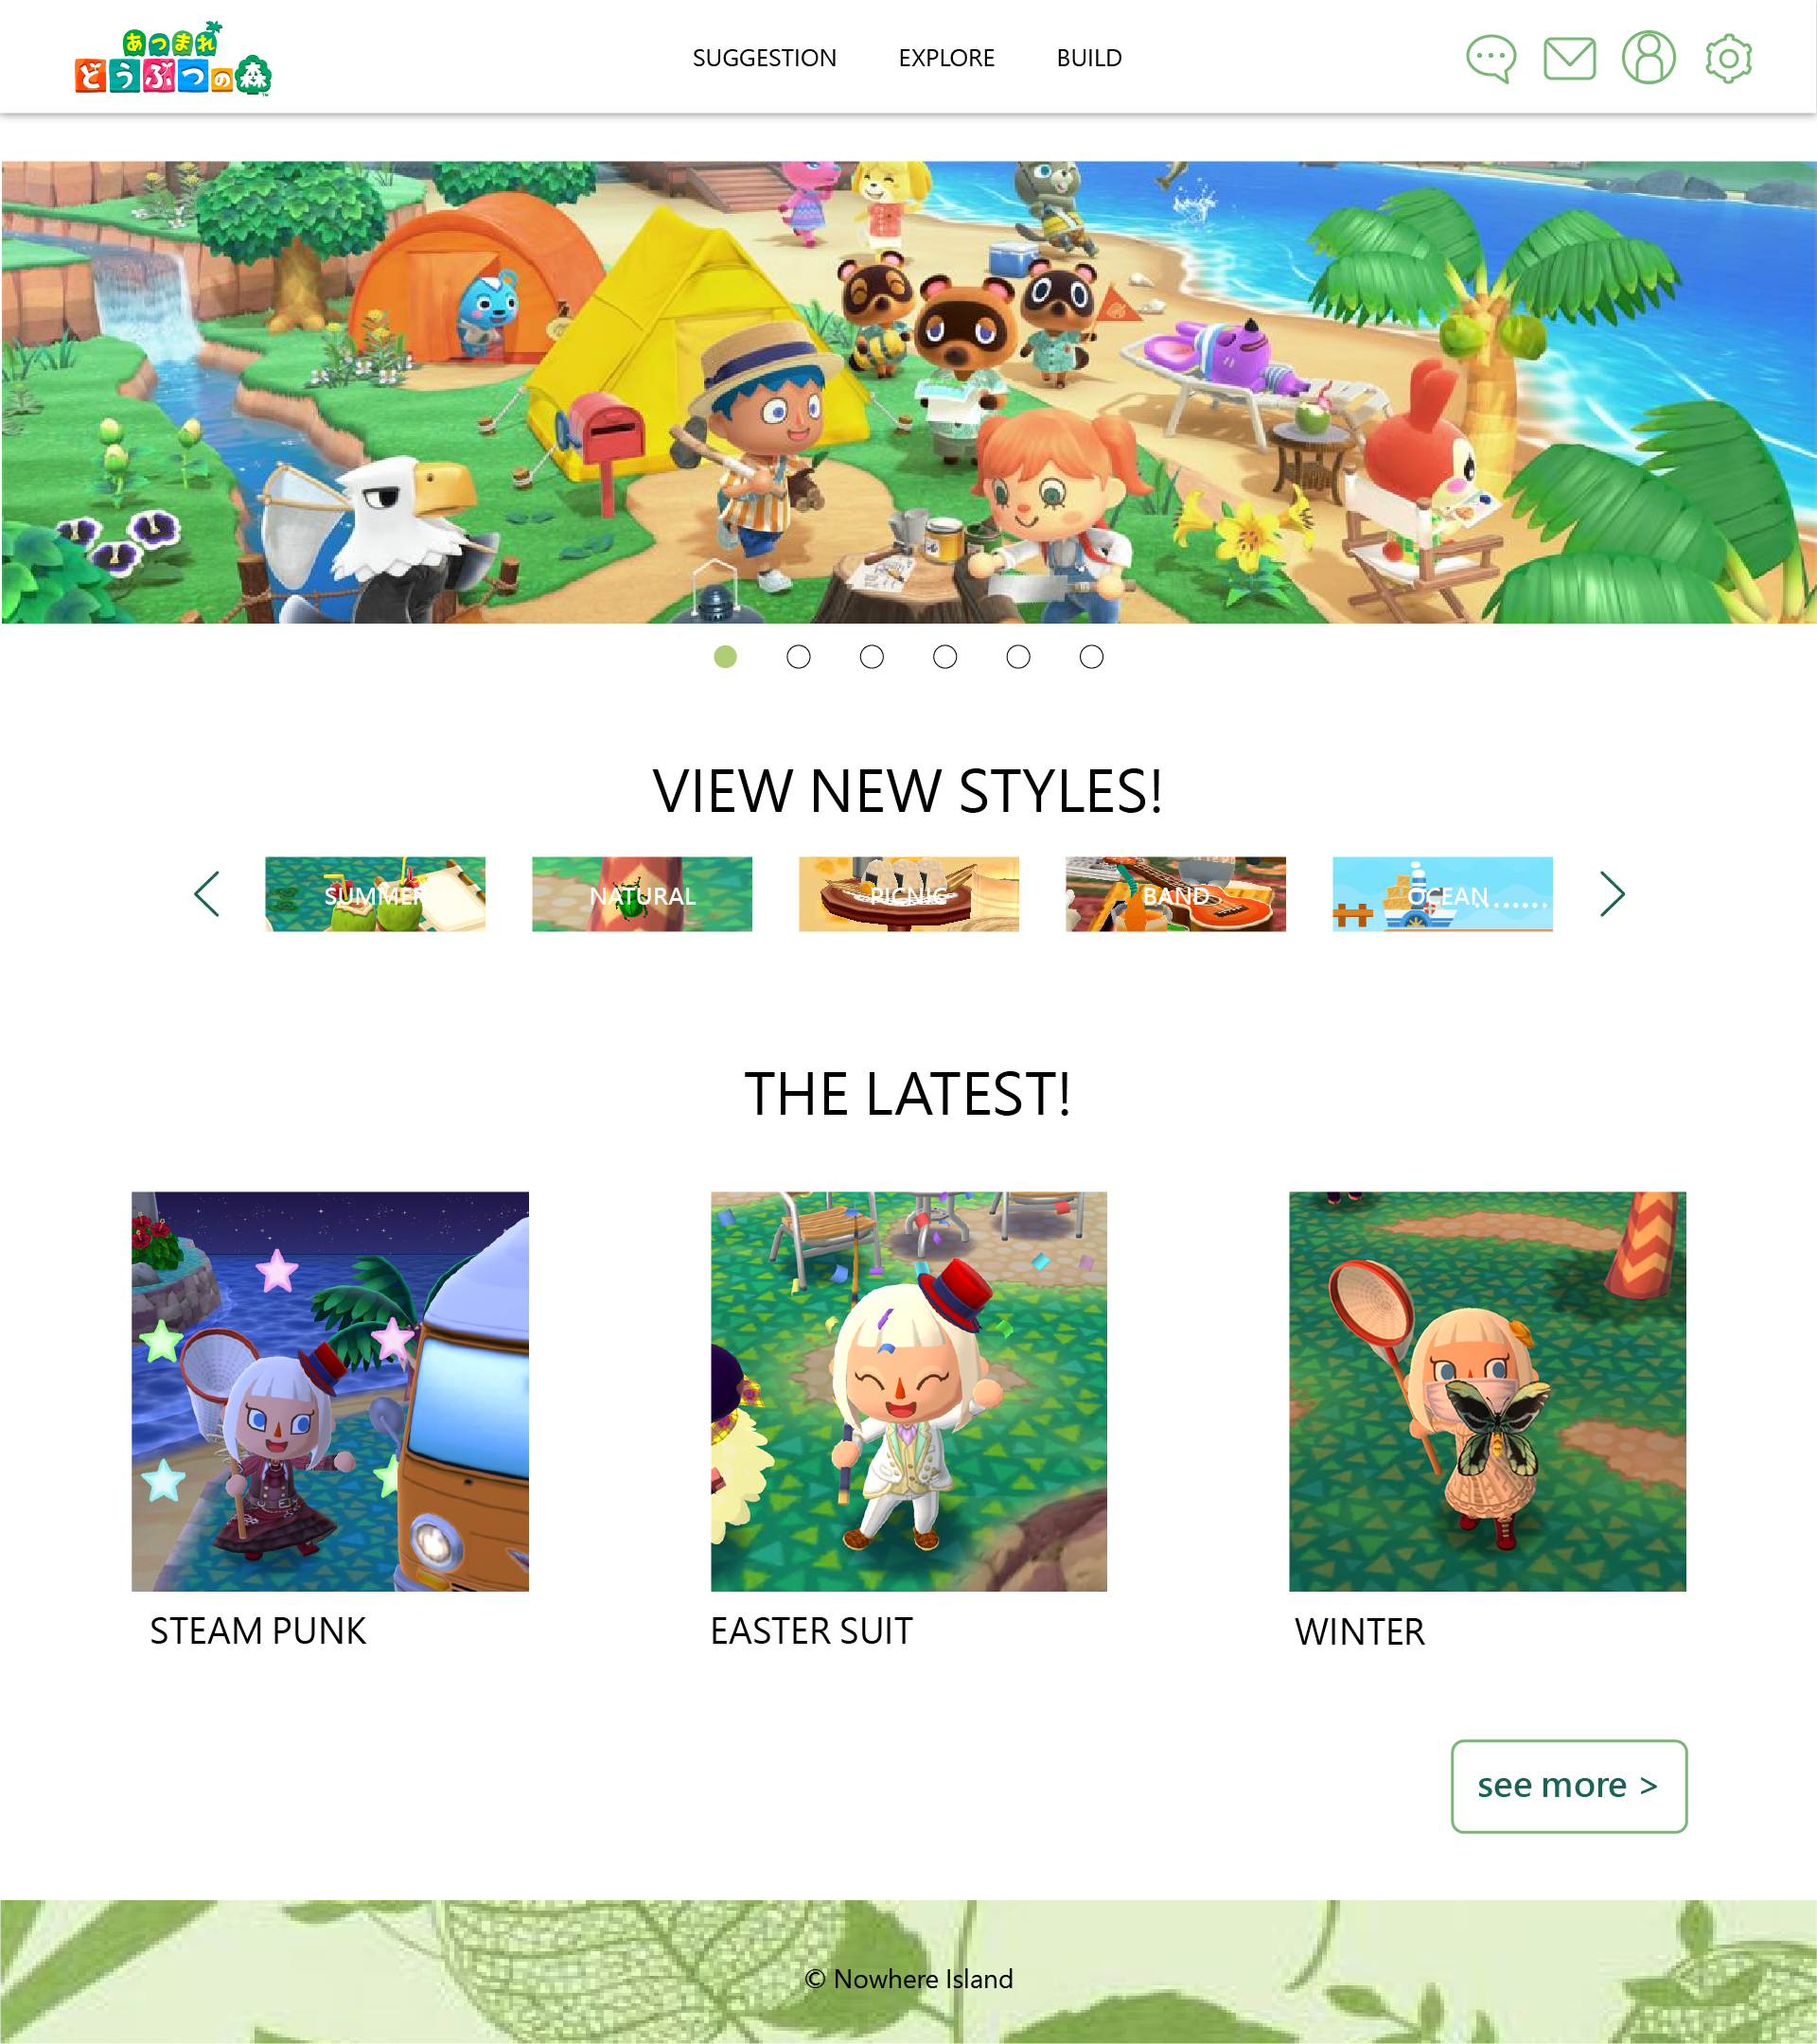 あつまれ
どうぶつの森
TM
SUGGESTION
EXPLORE
BUILD
VIEW NEW STYLES!
SUMMER
NATURAL
PICNIC
BAND
OCEAN
THE LATEST!
STEAM PUNK
EASTER SUIT
WINTER
see more >
© Nowhere Island